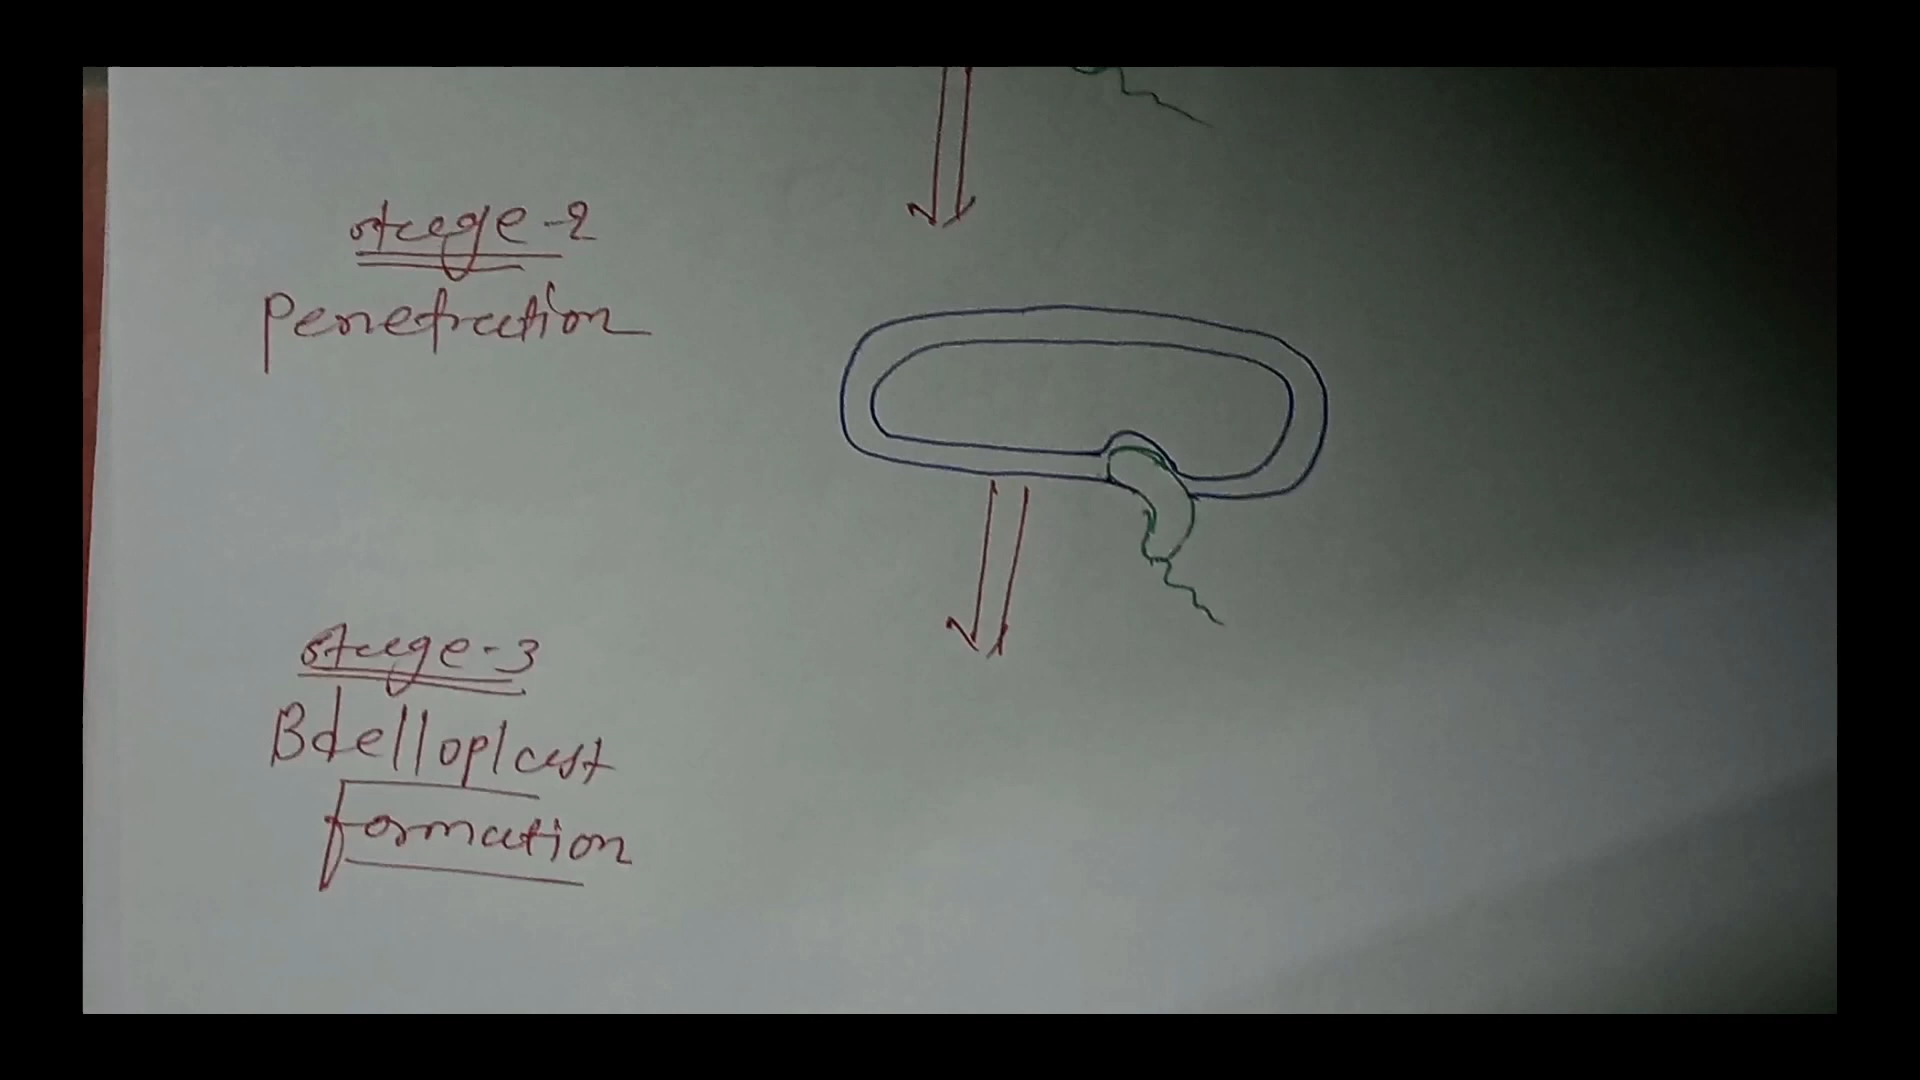 stage-2
Penetration
stage-3
Bdelloplast
formation